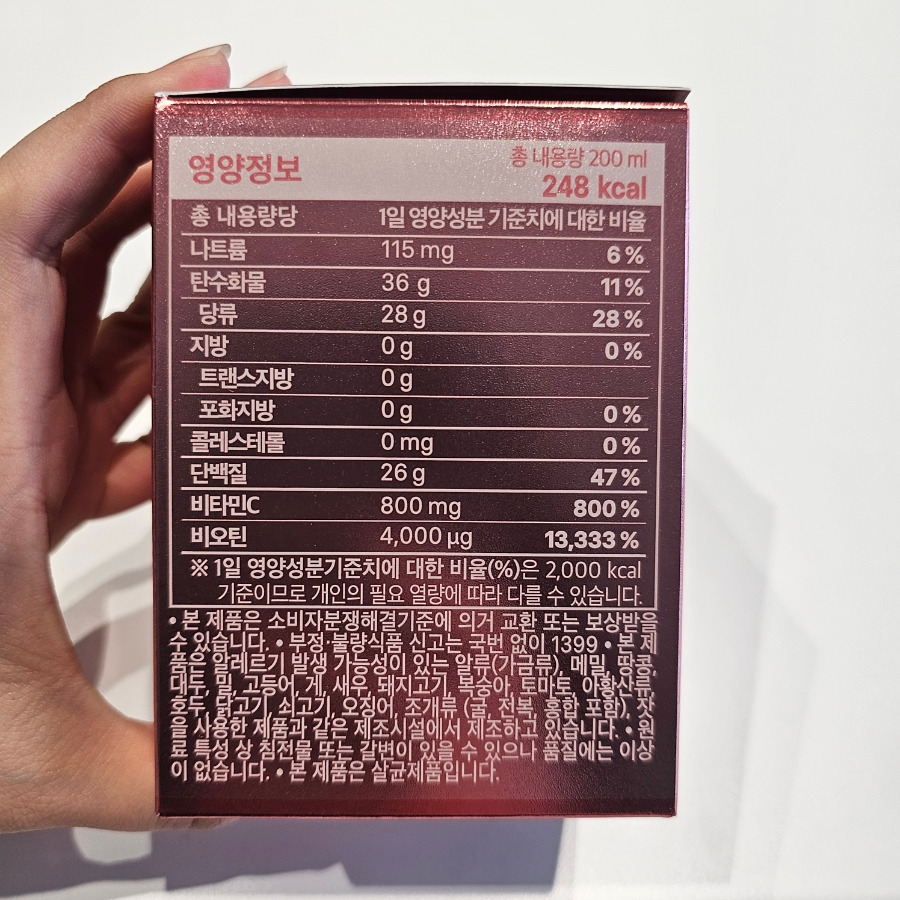 영양정보
총 내용량 200 ml
248 kcal
총 내용량당 1일 영양성분 기준치에 대한 비율
나트륨 115 mg 6 %
탄수화물 36 g 11 %
당류 28 g 28 %
지방 0 g 0 %
트랜스지방 0 g
포화지방 0 g 0 %
콜레스테롤 0 mg 0 %
단백질 26 g 47 %
비타민C 800 mg 800 %
비오틴 4,000 μg 13,333 %
※ 1일 영양성분기준치에 대한 비율(%)은 2,000 kcal
기준이므로 개인의 필요 열량에 따라 다를 수 있습니다.
• 본 제품은 소비자분쟁해결기준에 의거 교환 또는 보상받을
수 있습니다. • 부정·불량식품 신고는 국번 없이 1399 • 본 제
품은 알레르기 발생 가능성이 있는 알류(가금류), 메밀, 땅콩,
대두, 밀, 고등어, 게, 새우, 돼지고기, 복숭아, 토마토, 아황산류,
호두, 닭고기, 쇠고기, 오징어, 조개류 (굴, 전복, 홍합 포함), 잣
을 사용한 제품과 같은 제조시설에서 제조하고 있습니다. • 원
료 특성 상 침전물 또는 갈변이 있을 수 있으나 품질에는 이상
이 없습니다. • 본 제품은 살균제품입니다.